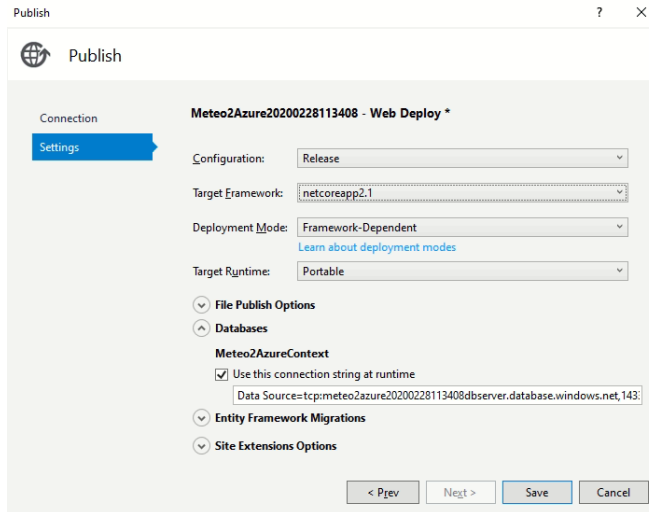 Publish
?
Publish
Connection
Settings
Meteo2Azure20200228113408 - Web Deploy *
Configuration: Release
Target Framework: netcoreapp2.1
Deployment Mode: Framework-Dependent
Learn about deployment modes
Target Runtime: Portable
File Publish Options
Databases
Meteo2AzureContext
Use this connection string at runtime
Data Source=tcp:meteo2azure20200228113408dbserver.database.windows.net,143
Entity Framework Migrations
Site Extensions Options
< Prev Next > Save Cancel